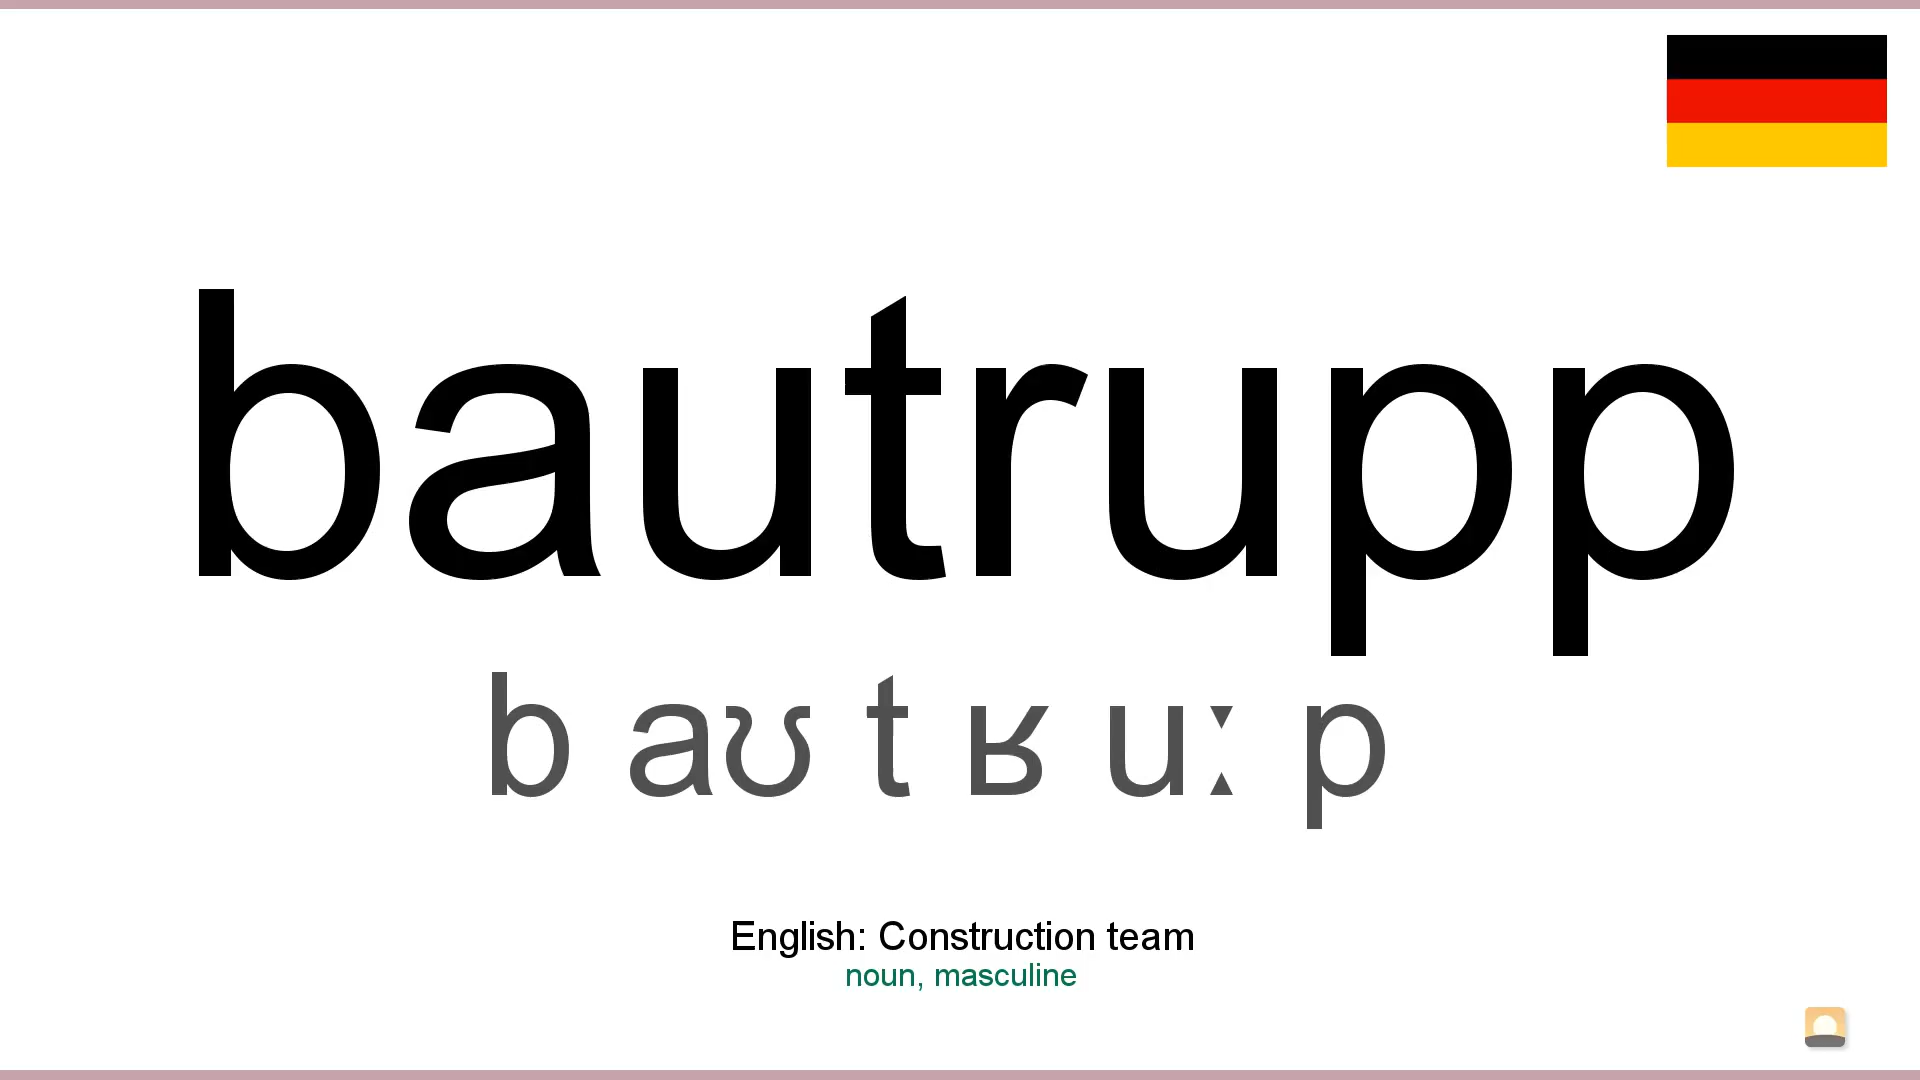 bautrupp
b aʊ t ʁ uː p
English: Construction team
noun, masculine